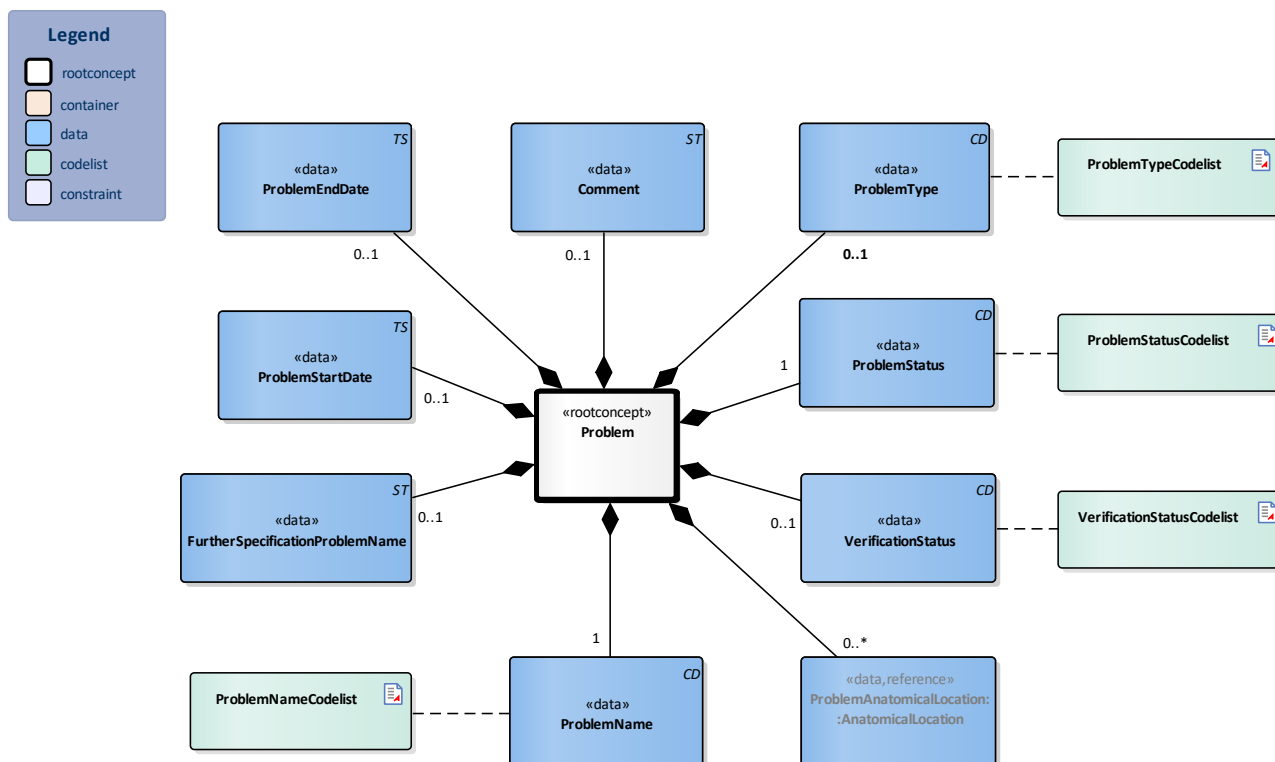 Legend
rootconcept
container
data
codelist
constraint
TS
«data»
ProblemEndDate
0..1
ST
«data»
Comment
0..1
CD
«data»
ProblemType
0..1
ProblemTypeCodelist
TS
«data»
ProblemStartDate
0..1
CD
«data»
ProblemStatus
1
ProblemStatusCodelist
«rootconcept»
Problem
ST
«data»
FurtherSpecificationProblemName
0..1
CD
«data»
VerificationStatus
0..1
VerificationStatusCodelist
ProblemNameCodelist
1
CD
«data»
ProblemName
0..*
«data,reference»
ProblemAnatomicalLocation:
:AnatomicalLocation